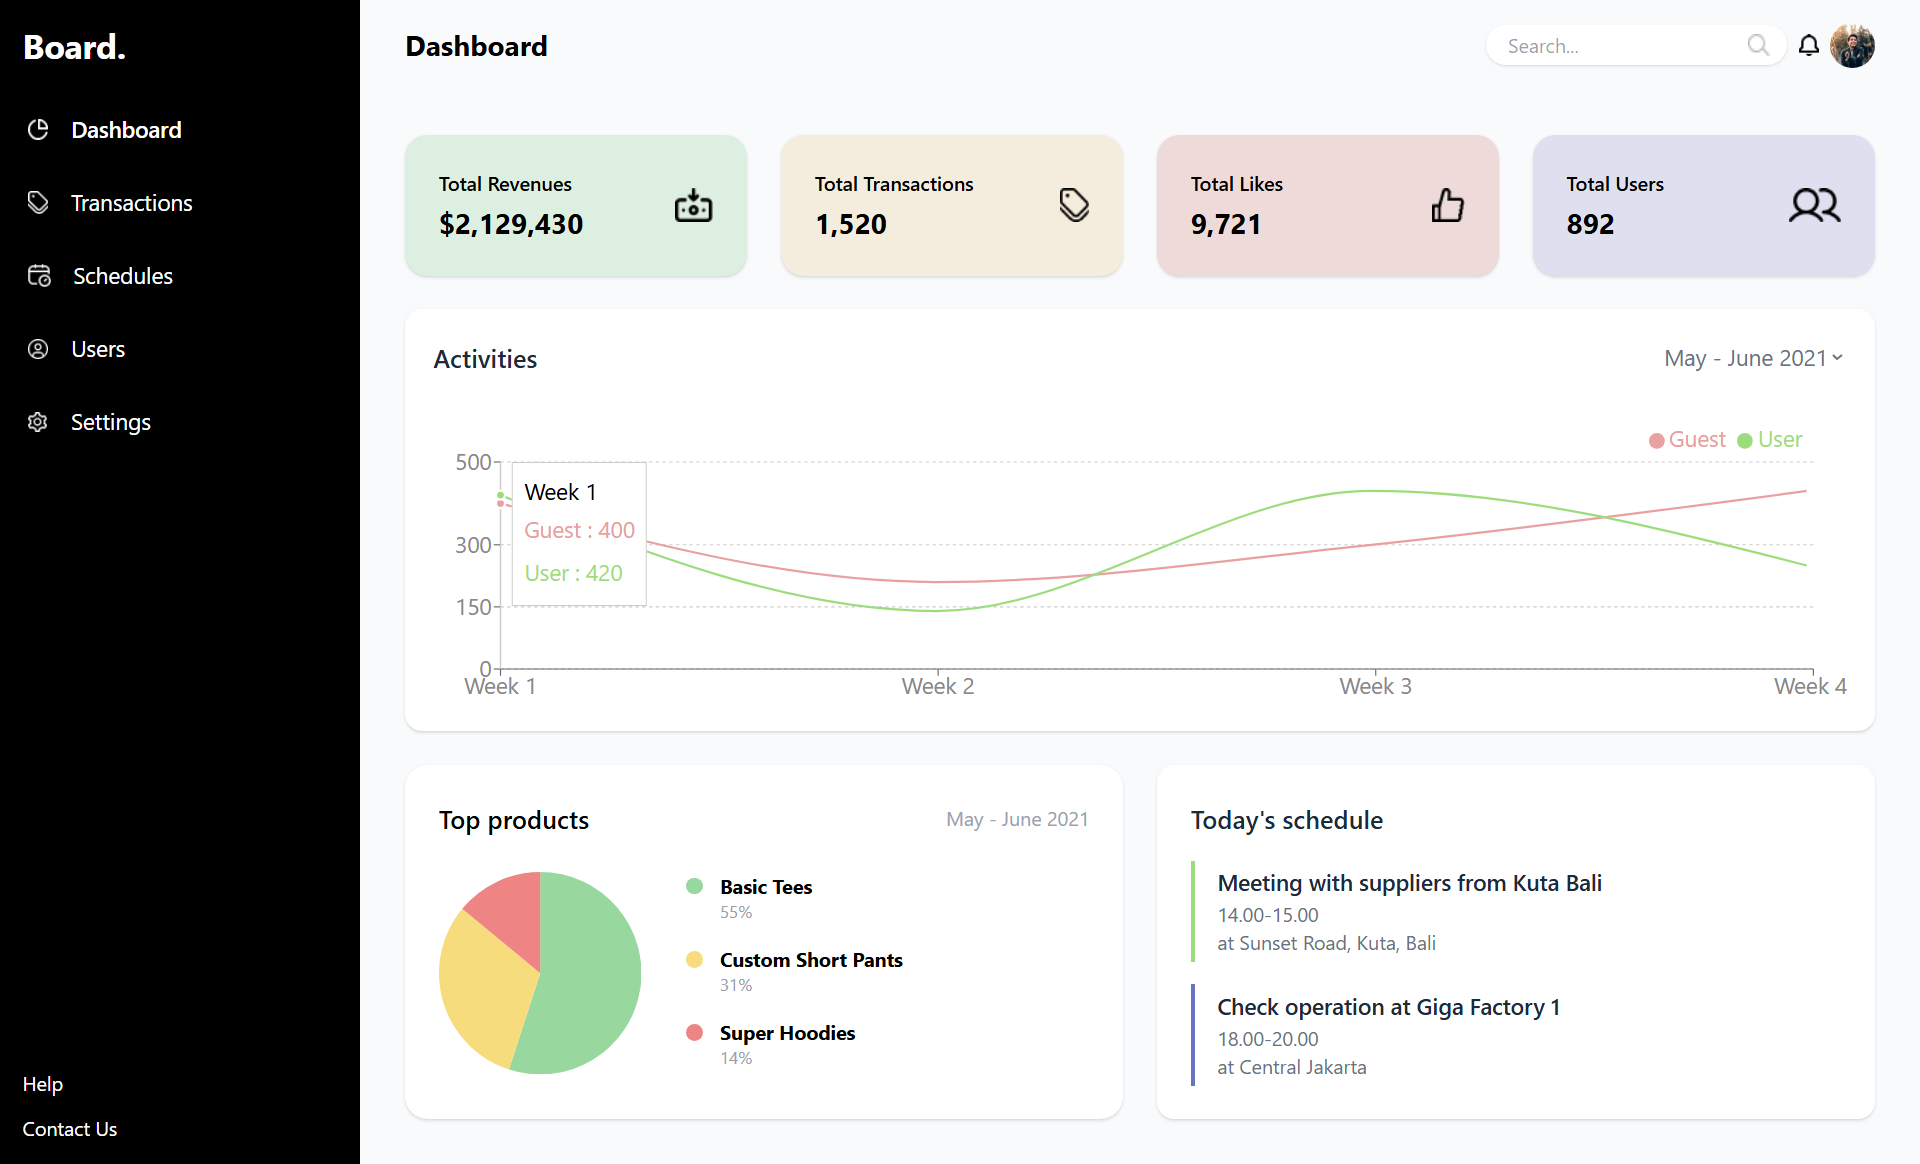 Board.
Dashboard
Transactions
Schedules
Users
Settings
Help
Contact Us
Dashboard
Search...
Total Revenues
$2,129,430
Total Transactions
1,520
Total Likes
9,721
Total Users
892
Activities
May - June 2021
Guest User
500
300
150
0
Week 1
Guest : 400
User : 420
Week 1 Week 2 Week 3 Week 4
Top products
May - June 2021
Basic Tees
55%
Custom Short Pants
31%
Super Hoodies
14%
Today's schedule
Meeting with suppliers from Kuta Bali
14.00-15.00
at Sunset Road, Kuta, Bali
Check operation at Giga Factory 1
18.00-20.00
at Central Jakarta